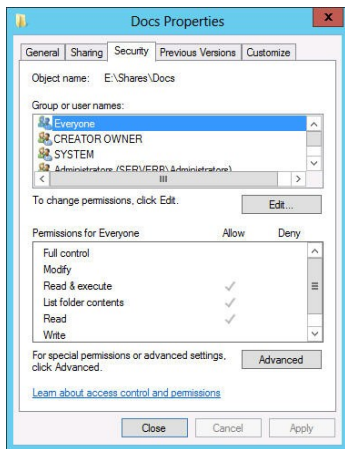 Docs Properties
x
General Sharing Security Previous Versions Customize
Object name: E:\Shares\Docs
Group or user names:
Everyone
CREATOR OWNER
SYSTEM
Administrators (SERVERB\Administrators)
To change permissions, click Edit.
Edit...
Permissions for Everyone Allow Deny
Full control
Modify
Read & execute
List folder contents
Read
Write
For special permissions or advanced settings,
click Advanced.
Advanced
Learn about access control and permissions
Close Cancel Apply